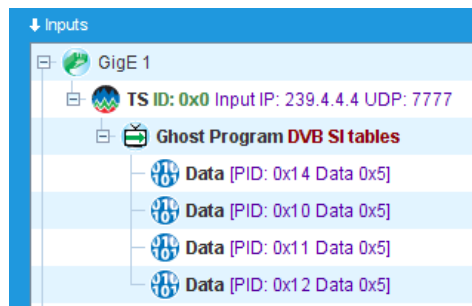 Inputs
GigE 1
TS ID: 0x0 Input IP: 239.4.4.4 UDP: 7777
Ghost Program DVB SI tables
Data [PID: 0x14 Data 0x5]
Data [PID: 0x10 Data 0x5]
Data [PID: 0x11 Data 0x5]
Data [PID: 0x12 Data 0x5]